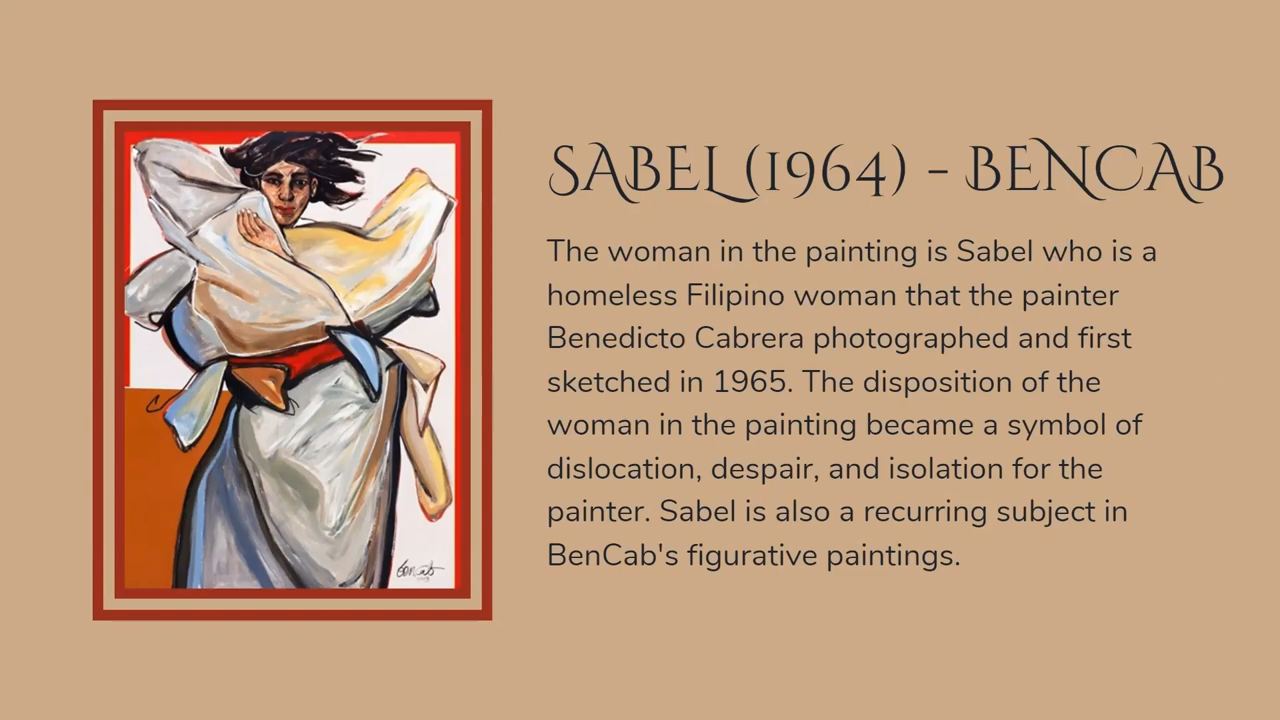 SABEL (1964) - BENCAB
The woman in the painting is Sabel who is a
homeless Filipino woman that the painter
Benedicto Cabrera photographed and first
sketched in 1965. The disposition of the
woman in the painting became a symbol of
dislocation, despair, and isolation for the
painter. Sabel is also a recurring subject in
BenCab's figurative paintings.
Bencab